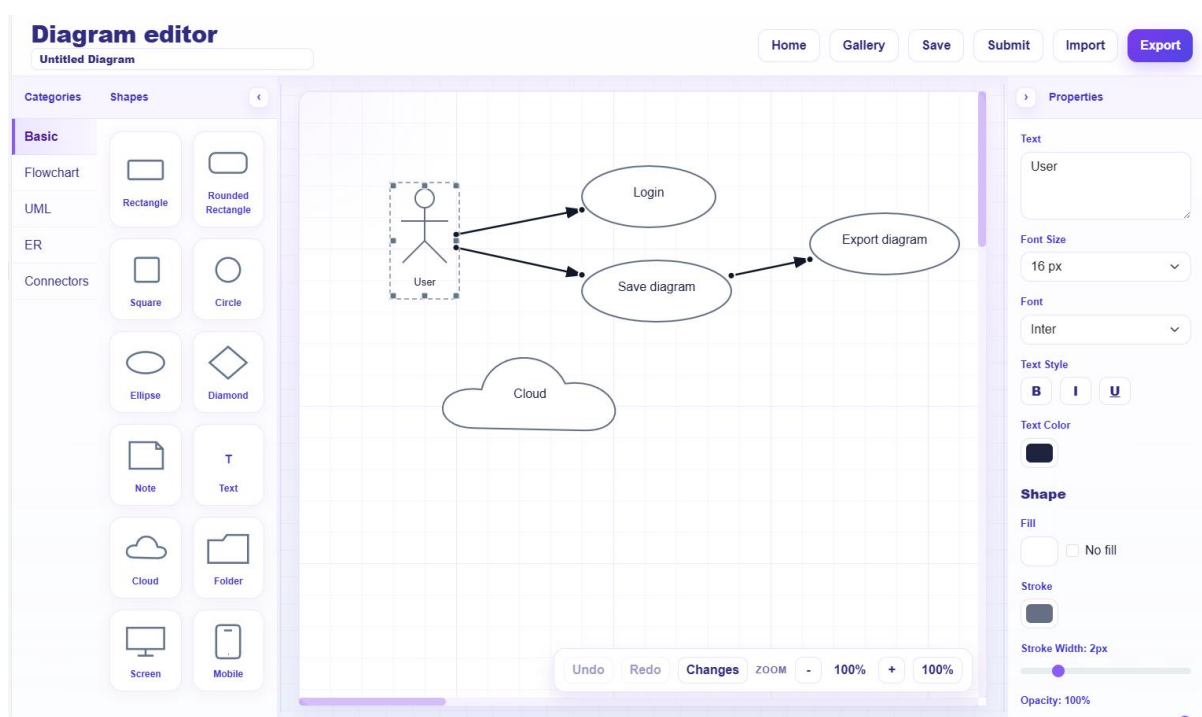 Diagram editor
Untitled Diagram
Home
Gallery
Save
Submit
Import
Export
Categories
Shapes
Basic
Flowchart
UML
ER
Connectors
Rectangle
Rounded
Rectangle
Square
Circle
Ellipse
Diamond
Note
T
Text
Cloud
Folder
Screen
Mobile
Login
Export diagram
User
Save diagram
Cloud
Undo
Redo
Changes
ZOOM
-
100%
+
100%
Properties
Text
User
Font Size
16 px
Font
Inter
Text Style
B
I
U
Text Color
Shape
Fill
No fill
Stroke
Stroke Width: 2px
Opacity: 100%